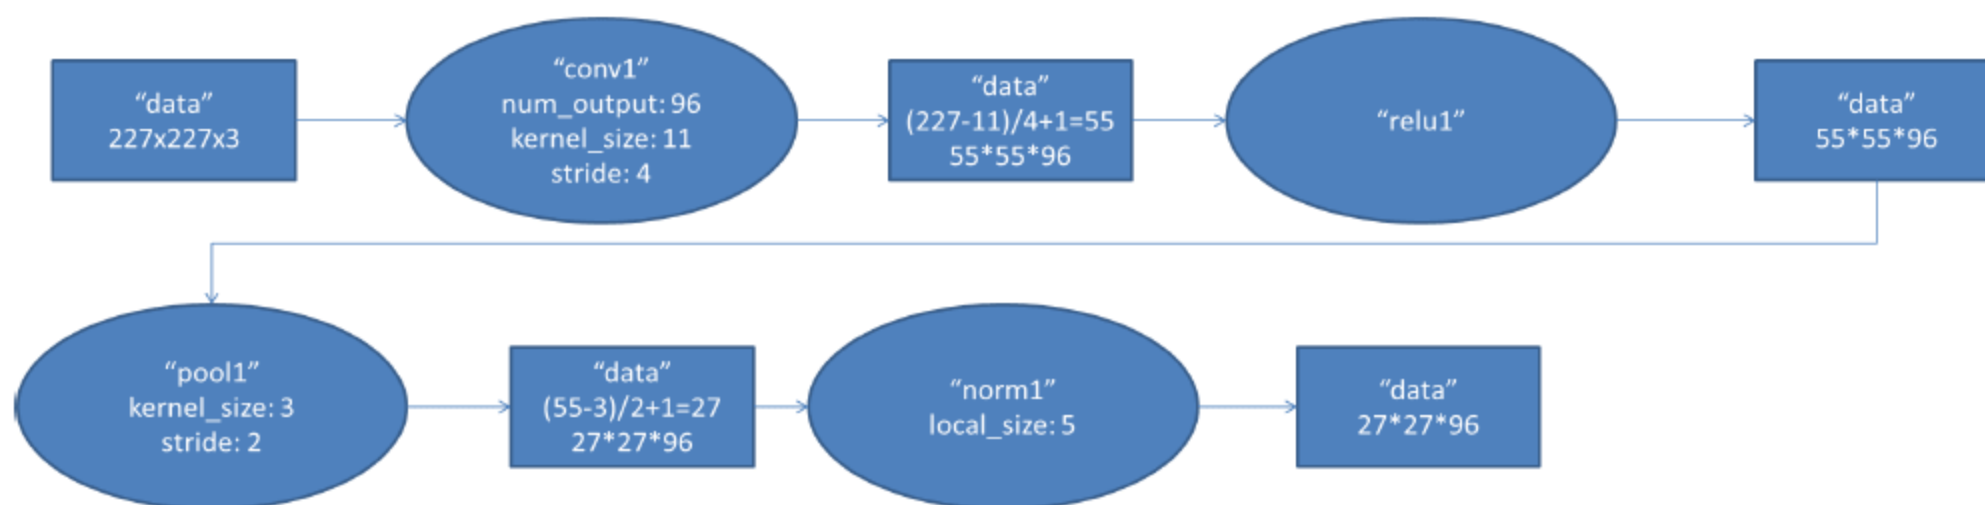 “data”
227x227x3
“conv1”
num_output: 96
kernel_size: 11
stride: 4
“data”
(227-11)/4+1=55
55*55*96
“relu1”
“data”
55*55*96
“pool1”
kernel_size: 3
stride: 2
“data”
(55-3)/2+1=27
27*27*96
“norm1”
local_size: 5
“data”
27*27*96